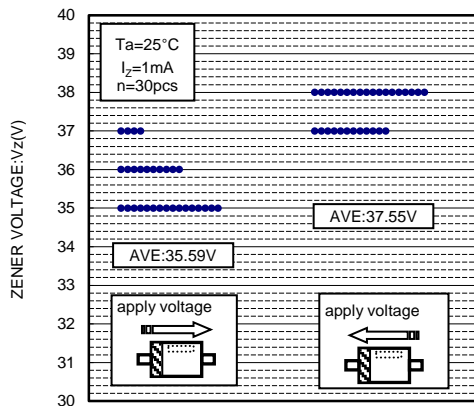 40
39
38
37
36
35
34
33
32
31
30
ZENER VOLTAGE:Vz(V)
Ta=25°C
IZ=1mA
n=30pcs
AVE:35.59V
AVE:37.55V
apply voltage
apply voltage